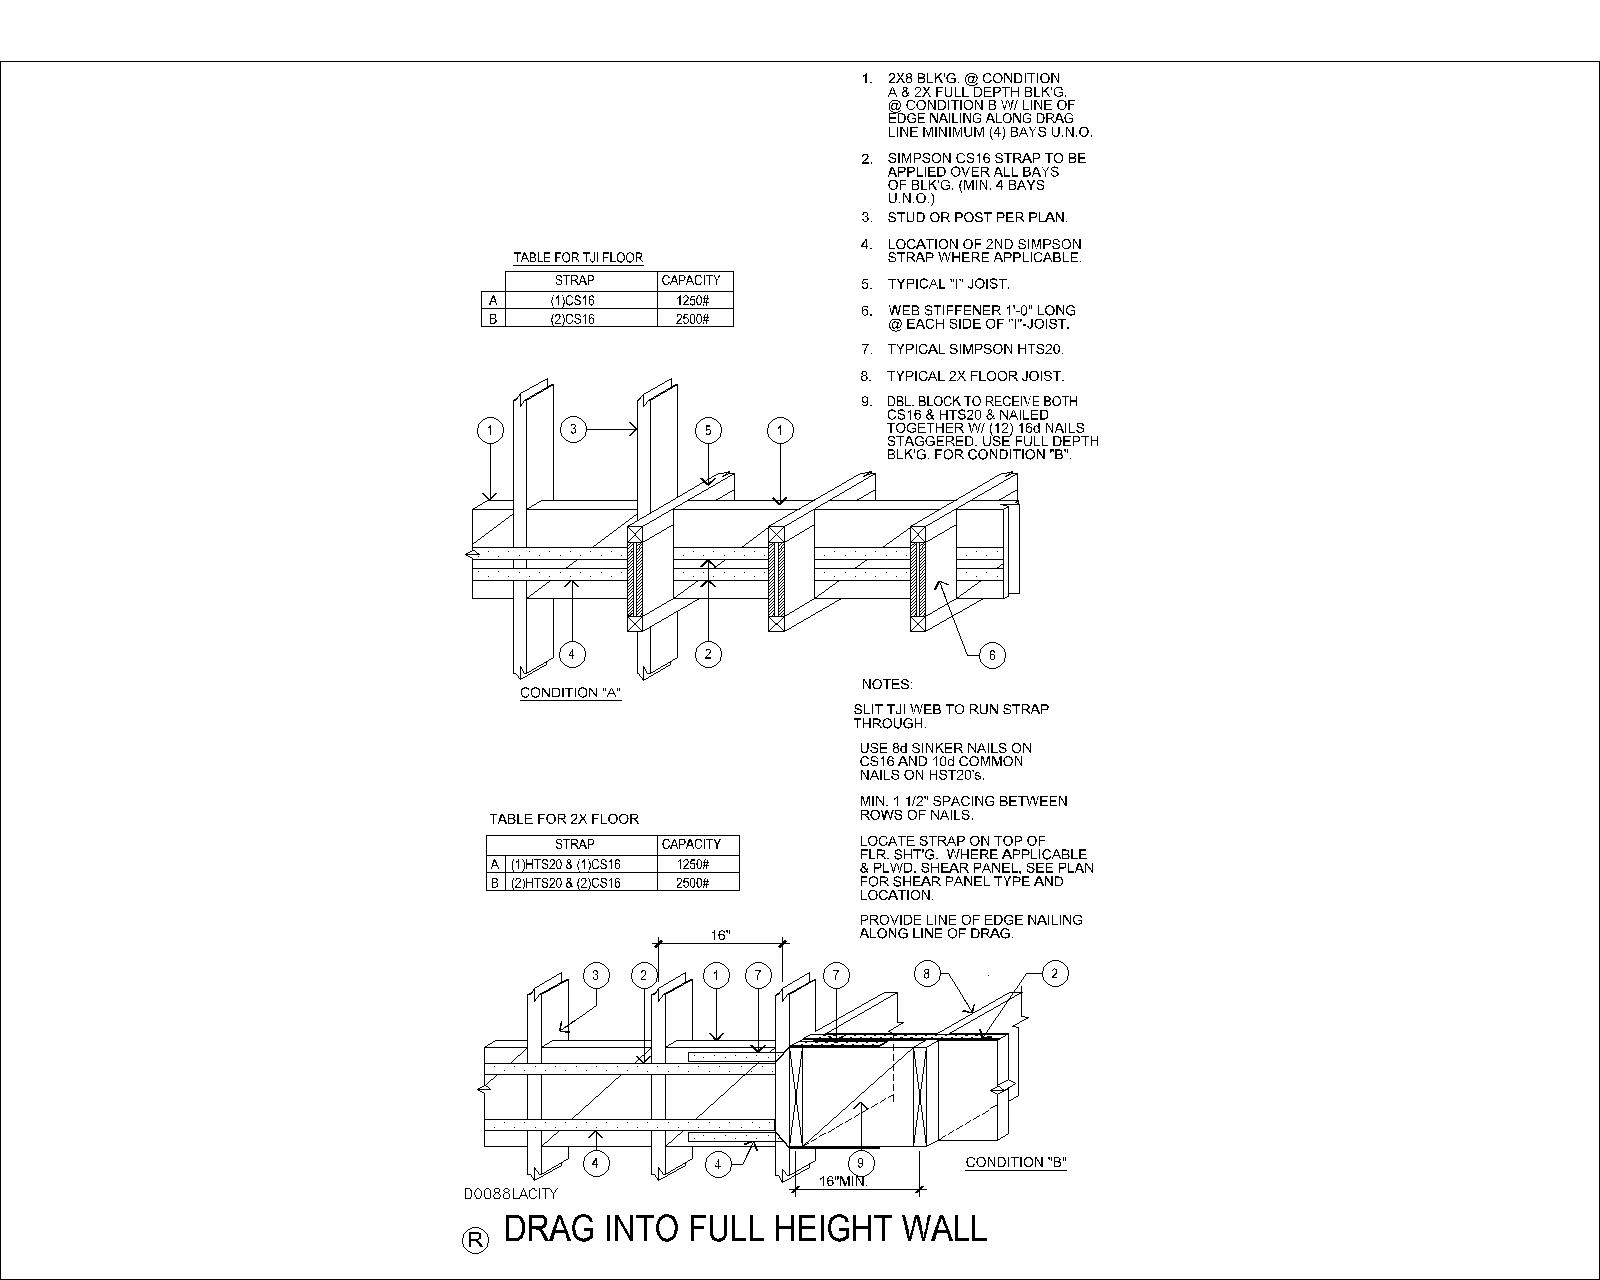 1. 2X8 BLK'G. @ CONDITION
A & 2X FULL DEPTH BLK'G.
@ CONDITION B W/ LINE OF
EDGE NAILING ALONG DRAG
LINE MINIMUM (4) BAYS U.N.O.
2. SIMPSON CS16 STRAP TO BE
APPLIED OVER ALL BAYS
OF BLK'G. (MIN. 4 BAYS
U.N.O.)
3. STUD OR POST PER PLAN.
4. LOCATION OF 2ND SIMPSON
STRAP WHERE APPLICABLE.
5. TYPICAL "I" JOIST.
6. WEB STIFFENER 1'-0" LONG
@ EACH SIDE OF "I"-JOIST.
7. TYPICAL SIMPSON HTS20.
8. TYPICAL 2X FLOOR JOIST.
9. DBL. BLOCK TO RECEIVE BOTH
CS16 & HTS20 & NAILED
TOGETHER W/ (12) 16d NAILS
STAGGERED. USE FULL DEPTH
BLK'G. FOR CONDITION "B".
TABLE FOR TJI FLOOR
STRAP CAPACITY
A (1)CS16 1250#
B (2)CS16 2500#
1 3 5 1
4 2 6
CONDITION "A"
NOTES:
SLIT TJI WEB TO RUN STRAP
THROUGH.
USE 8d SINKER NAILS ON
CS16 AND 10d COMMON
NAILS ON HST20's.
MIN. 1 1/2" SPACING BETWEEN
ROWS OF NAILS.
LOCATE STRAP ON TOP OF
FLR. SHT'G. WHERE APPLICABLE
& PLWD. SHEAR PANEL, SEE PLAN
FOR SHEAR PANEL TYPE AND
LOCATION.
PROVIDE LINE OF EDGE NAILING
ALONG LINE OF DRAG.
TABLE FOR 2X FLOOR
STRAP CAPACITY
A (1)HTS20 & (1)CS16 1250#
B (2)HTS20 & (2)CS16 2500#
16"
3 2 1 7 7 8 2
4 4 9
16"MIN.
CONDITION "B"
D0088LACITY
R DRAG INTO FULL HEIGHT WALL